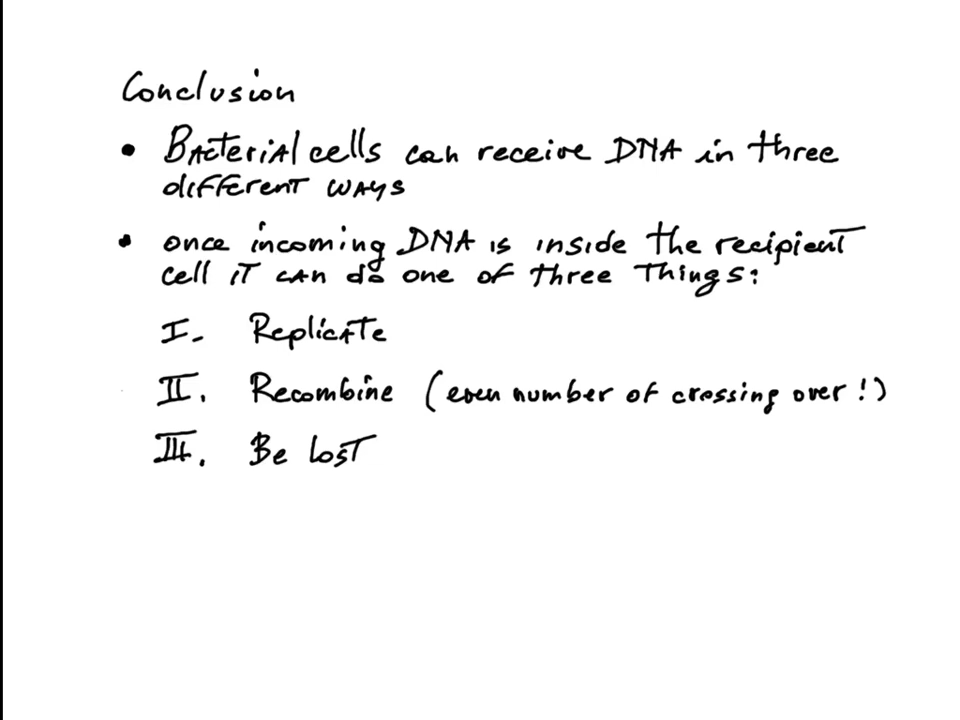 Conclusion
• Bacterial cells can receive DNA in three
different ways
• once incoming DNA is inside the recipient
cell it can do one of three things:
I. Replicate
II. Recombine (even number of crossing over!)
III. Be lost